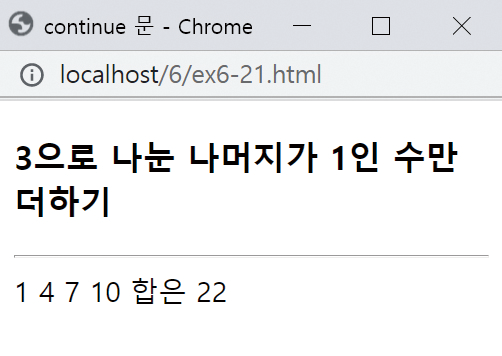 continue 문 - Chrome
localhost/6/ex6-21.html
3으로 나눈 나머지가 1인 수만
더하기
1 4 7 10 합은 22